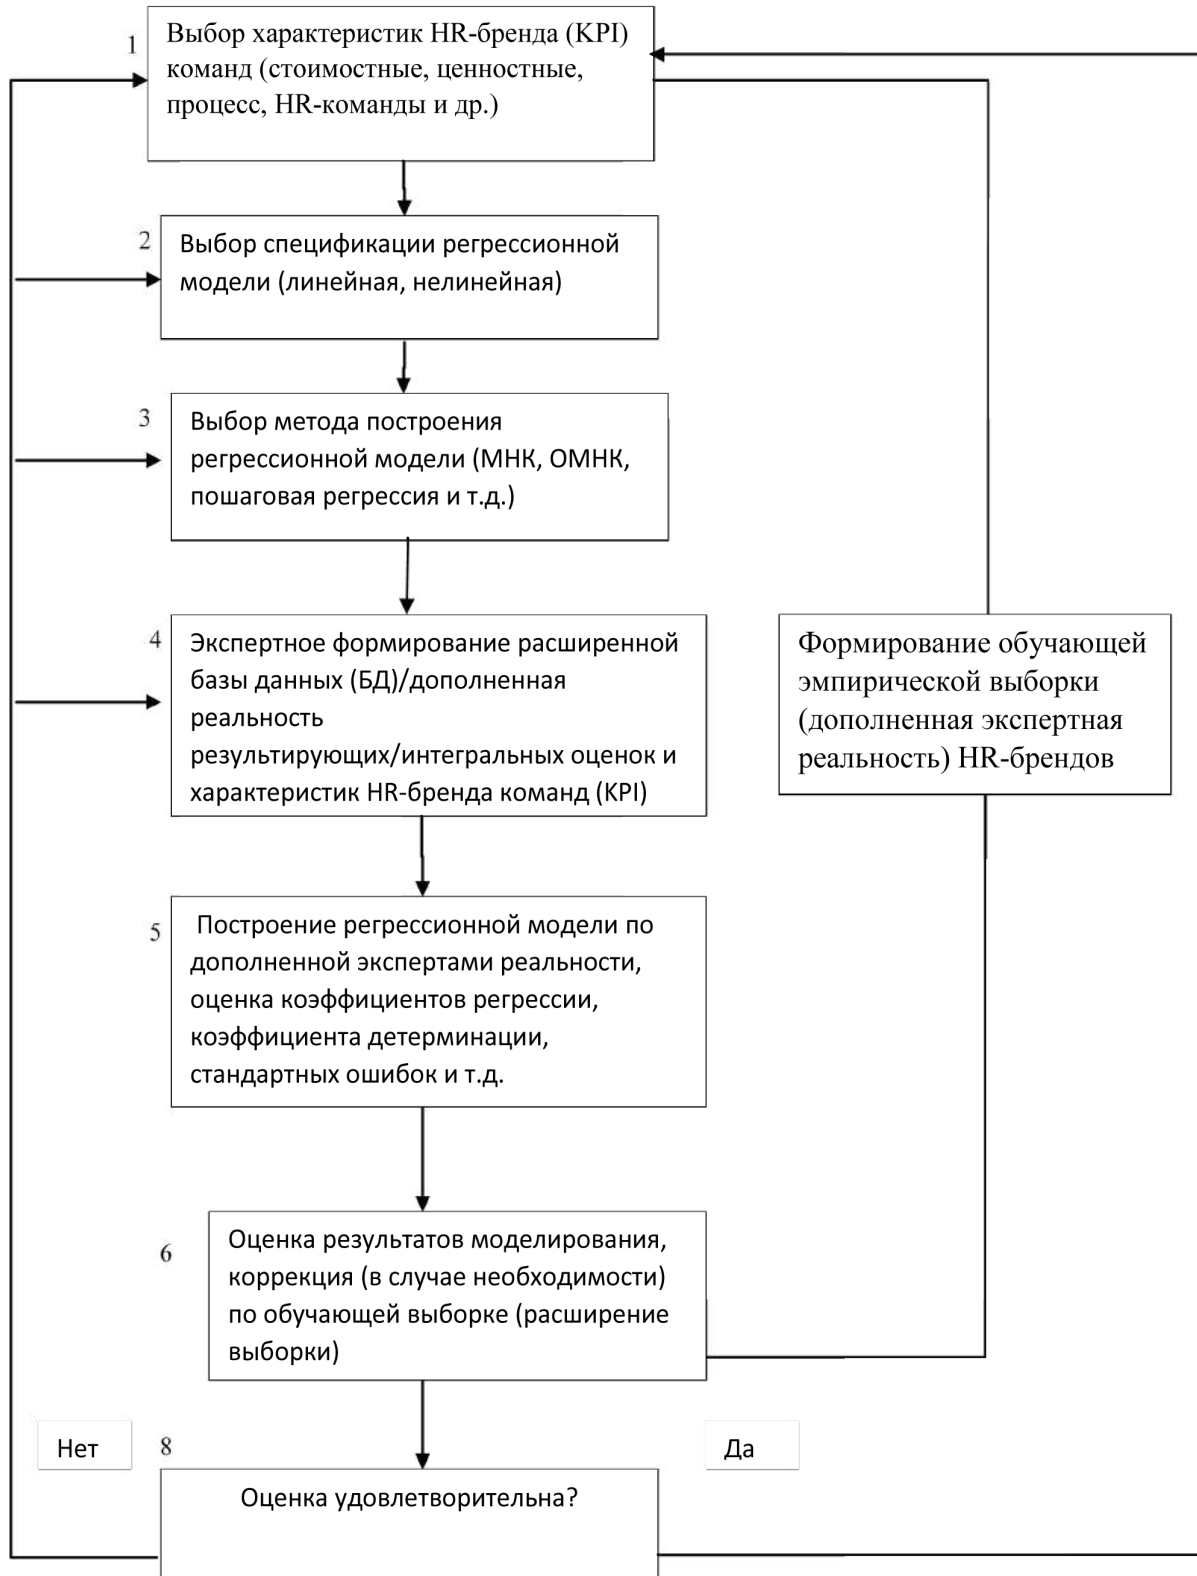 1
Выбор характеристик HR-бренда (KPI)
команд (стоимостные, ценностные,
процесс, HR-команды и др.)
2
Выбор спецификации регрессионной
модели (линейная, нелинейная)
3
Выбор метода построения
регрессионной модели (МНК, ОМНК,
пошаговая регрессия и т.д.)
4
Экспертное формирование расширенной
базы данных (БД)/дополненная
реальность
результирующих/интегральных оценок и
характеристик HR-бренда команд (KPI)
Формирование обучающей
эмпирической выборки
(дополненная экспертная
реальность) HR-брендов
5
Построение регрессионной модели по
дополненной экспертами реальности,
оценка коэффициентов регрессии,
коэффициента детерминации,
стандартных ошибок и т.д.
6
Оценка результатов моделирования,
коррекция (в случае необходимости)
по обучающей выборке (расширение
выборки)
Нет
8
Да
Оценка удовлетворительна?